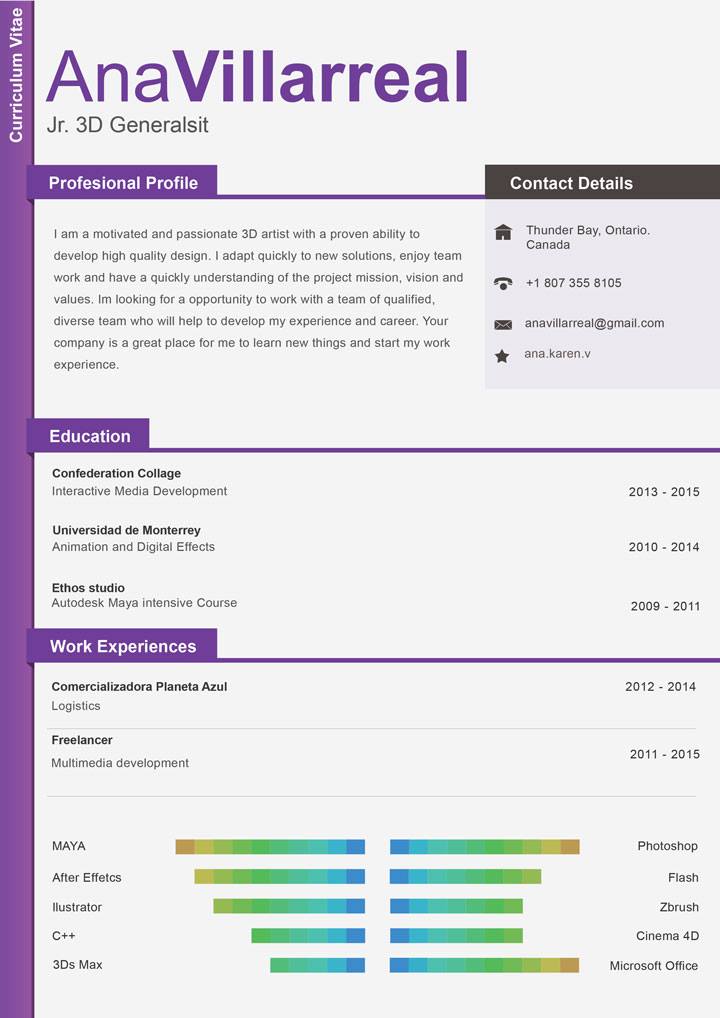 Curriculum Vitae
AnaVillarreal
Jr. 3D Generalsit
Profesional Profile
I am a motivated and passionate 3D artist with a proven ability to
develop high quality design. I adapt quickly to new solutions, enjoy team
work and have a quickly understanding of the project mission, vision and
values. Im looking for a opportunity to work with a team of qualified,
diverse team who will help to develop my experience and career. Your
company is a great place for me to learn new things and start my work
experience.
Contact Details
Thunder Bay, Ontario.
Canada
+1 807 355 8105
anavillarreal@gmail.com
ana.karen.v
Education
Confederation Collage
Interactive Media Development
2013 - 2015
Universidad de Monterrey
Animation and Digital Effects
2010 - 2014
Ethos studio
Autodesk Maya intensive Course
2009 - 2011
Work Experiences
Comercializadora Planeta Azul
2012 - 2014
Logistics
Freelancer
2011 - 2015
Multimedia development
MAYA
Photoshop
After Effetcs
Flash
Ilustrator
Zbrush
C++
Cinema 4D
3Ds Max
Microsoft Office